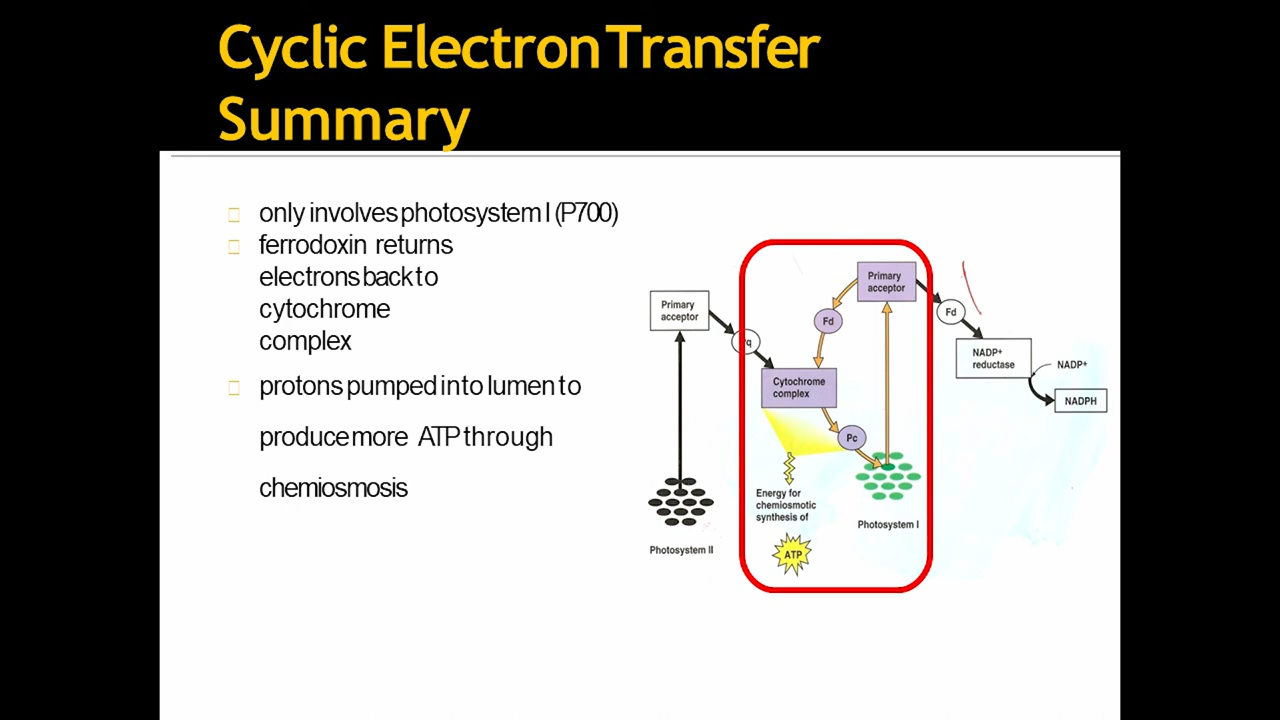 Cyclic Electron Transfer
Summary
only involves photosystem I (P700)
ferrodoxin returns
electrons back to
cytochrome
complex
protons pumped into lumen to
produce more ATP through
chemiosmosis
Primary
acceptor
Primary
acceptor
Fd
Fd
q
NADP+
reductase
NADP+
NADPH
Cytochrome
complex
Pc
Energy for
chemiosmotic
synthesis of
ATP
Photosystem I
Photosystem II